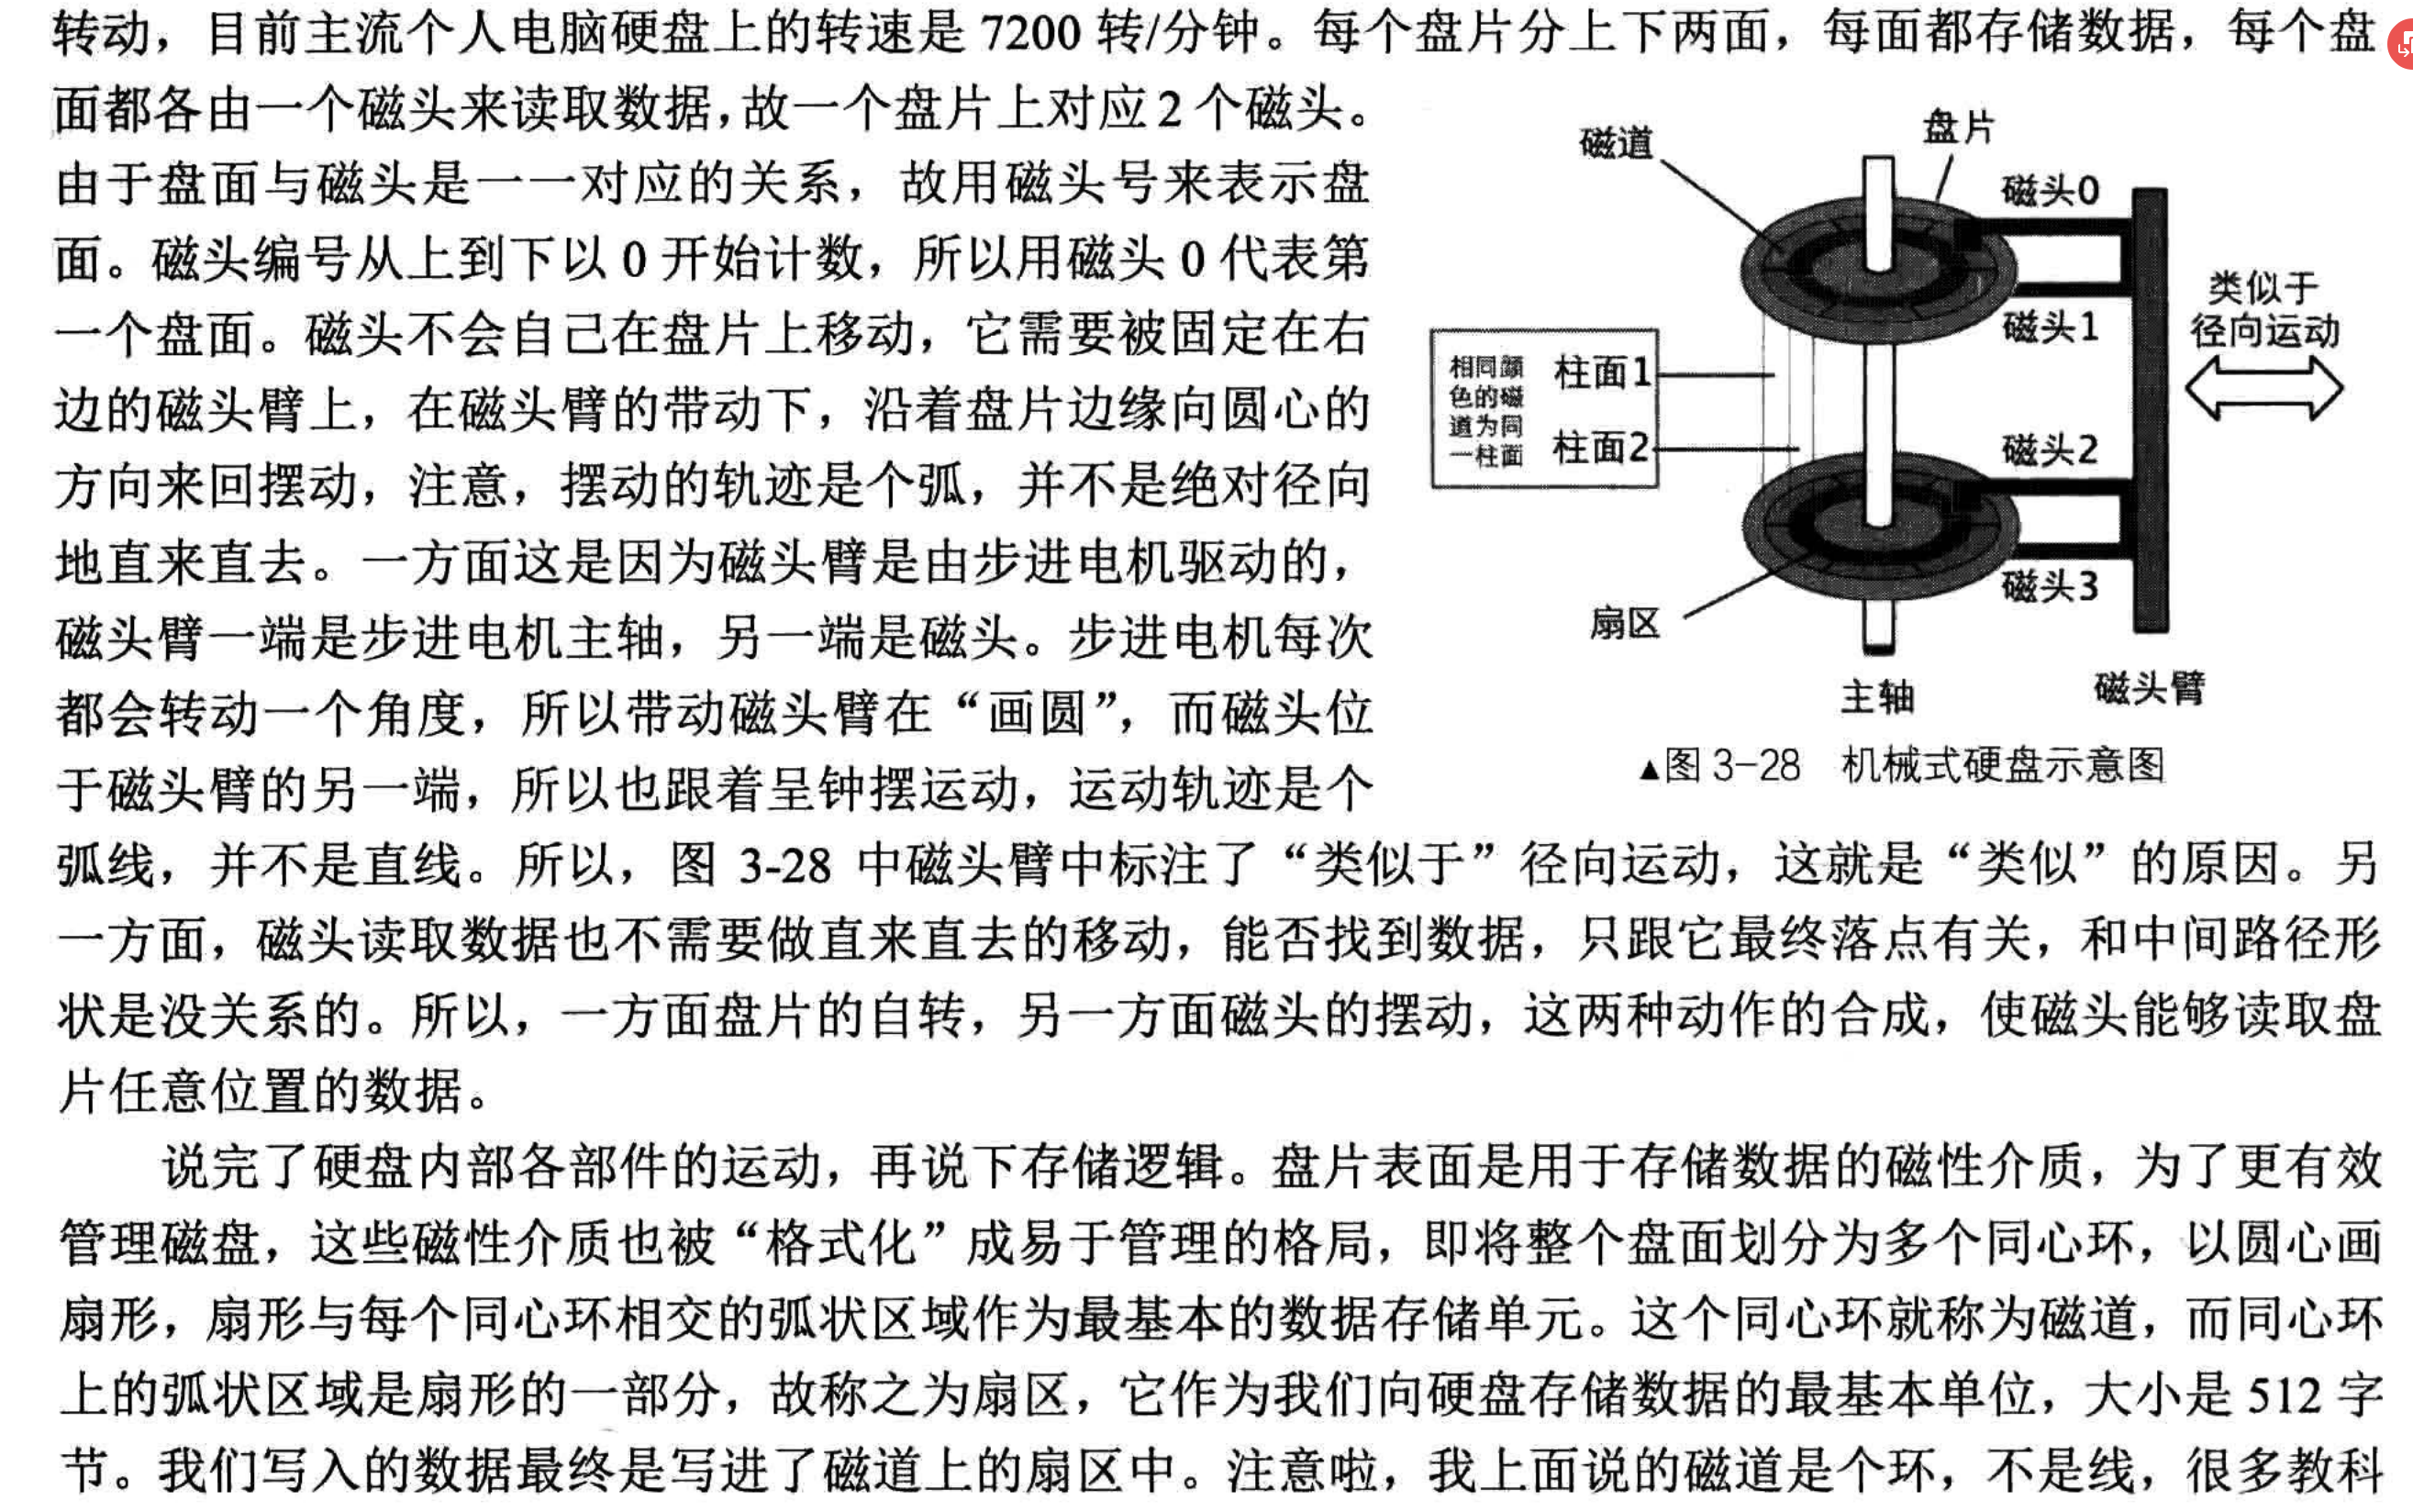 转动，目前主流个人电脑硬盘上的转速是 7200 转/分钟。每个盘片分上下两面，每面都存储数据，每个盘
面都各由一个磁头来读取数据，故一个盘片上对应 2 个磁头。
由于盘面与磁头是一一对应的关系，故用磁头号来表示盘
面。磁头编号从上到下以 0 开始计数，所以用磁头 0 代表第
一个盘面。磁头不会自己在盘片上移动，它需要被固定在右
边的磁头臂上，在磁头臂的带动下，沿着盘片边缘向圆心的
方向来回摆动，注意，摆动的轨迹是个弧，并不是绝对径向
地直来直去。一方面这是因为磁头臂是由步进电机驱动的，
磁头臂一端是步进电机主轴，另一端是磁头。步进电机每次
都会转动一个角度，所以带动磁头臂在“画圆”，而磁头位
于磁头臂的另一端，所以也跟着呈钟摆运动，运动轨迹是个
磁道
盘片
磁头0
磁头1
类似于
径向运动
相同颜
色的磁
道为同
一柱面
柱面1
柱面2
磁头2
磁头3
扇区
主轴
磁头臂
▲图 3-28 机械式硬盘示意图
弧线，并不是直线。所以，图 3-28 中磁头臂中标注了“类似于”径向运动，这就是“类似”的原因。另
一方面，磁头读取数据也不需要做直来直去的移动，能否找到数据，只跟它最终落点有关，和中间路径形
状是没关系的。所以，一方面盘片的自转，另一方面磁头的摆动，这两种动作的合成，使磁头能够读取盘
片任意位置的数据。
说完了硬盘内部各部件的运动，再说下存储逻辑。盘片表面是用于存储数据的磁性介质，为了更有效
管理磁盘，这些磁性介质也被“格式化”成易于管理的格局，即将整个盘面划分为多个同心环，以圆心画
扇形，扇形与每个同心环相交的弧状区域作为最基本的数据存储单元。这个同心环就称为磁道，而同心环
上的弧状区域是扇形的一部分，故称之为扇区，它作为我们向硬盘存储数据的最基本单位，大小是 512 字
节。我们写入的数据最终是写进了磁道上的扇区中。注意啦，我上面说的磁道是个环，不是线，很多教科